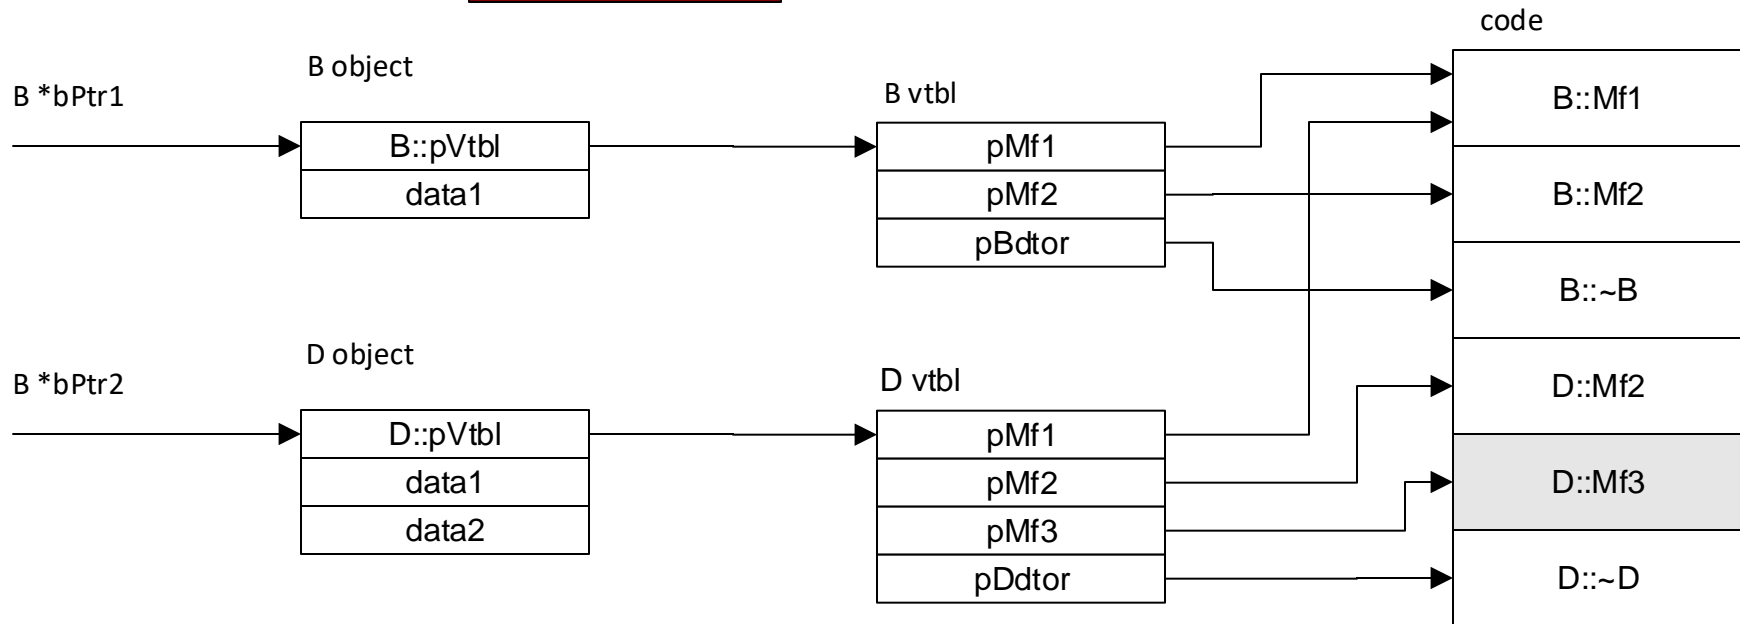 code
B object
B *bPtr1
B vtbl
B::pVtbl
data1
pMf1
pMf2
pBdtor
B::Mf1
B::Mf2
B::~B
D object
B *bPtr2
D vtbl
D::pVtbl
data1
data2
pMf1
pMf2
pMf3
pDdtor
D::Mf2
D::Mf3
D::~D